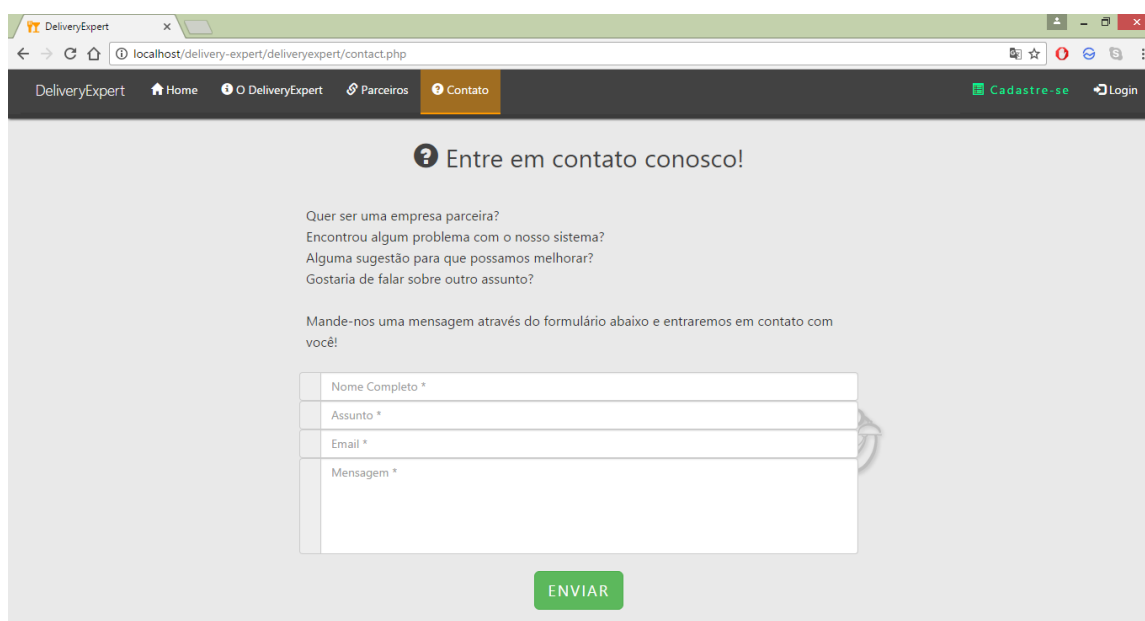 DeliveryExpert
localhost/delivery-expert/deliveryexpert/contact.php
DeliveryExpert Home O DeliveryExpert Parceiros Contato Cadastre-se Login
Entre em contato conosco!
Quer ser uma empresa parceira?
Encontrou algum problema com o nosso sistema?
Alguma sugestão para que possamos melhorar?
Gostaria de falar sobre outro assunto?
Mande-nos uma mensagem através do formulário abaixo e entraremos em contato com
você!
Nome Completo *
Assunto *
Email *
Mensagem *
ENVIAR